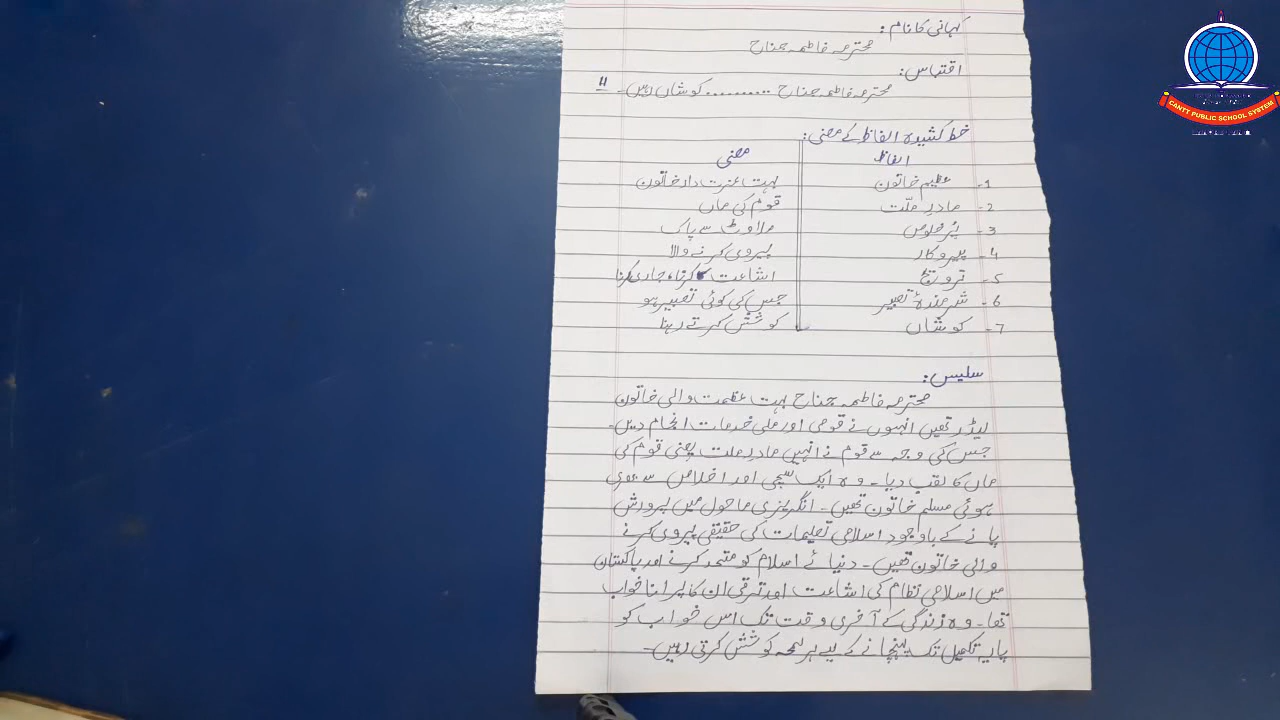 کہانی کا نام:
محترمہ فاطمہ جناح
اقتباس:
محترمہ فاطمہ جناح ........... کوشاں رہیں۔ "
خط کشیدہ الفاظ کے معنی:
الفاظ معنی
1- عظیم خاتون بہت عزت دار خاتون
2- مادرِ ملّت قوم کی ماں
3- پُرخلوص ملاوٹ سے پاک
4- پیروکار پیروی کرنے والا
5- ترویج اشاعت کرنا، جاری کرنا
6- شرمندۂ تعبیر جس کی کوئی تعبیر ہو
7- کوشاں کوشش کرتے رہنا
سلیس:
محترمہ فاطمہ جناح بہت عظمت والی خاتون
لیڈر تھیں انہوں نے قومی اور ملی خدمات انجام دیں۔
جس کی وجہ سے قوم نے انہیں مادرِ ملت یعنی قوم کی
ماں کا لقب دیا۔ وہ ایک سچی اور اخلاص سے بھری
ہوئی مسلم خاتون تھیں۔ انگریزی ماحول میں پرورش
پانے کے باوجود اسلامی تعلیمات کی حقیقی پیروی کرنے
والی خاتون تھیں۔ دنیائے اسلام کو متحد کرنے اور پاکستان
میں اسلامی نظام کی اشاعت اور ترقی ان کا پرانا خواب
تھا۔ وہ زندگی کے آخری وقت تک اس خواب کو
پایہ تکمیل تک پہنچانے کے لیے ہر لمحہ کوشش کرتی رہیں۔
CANTT PUBLIC SCHOOL SYSTEM